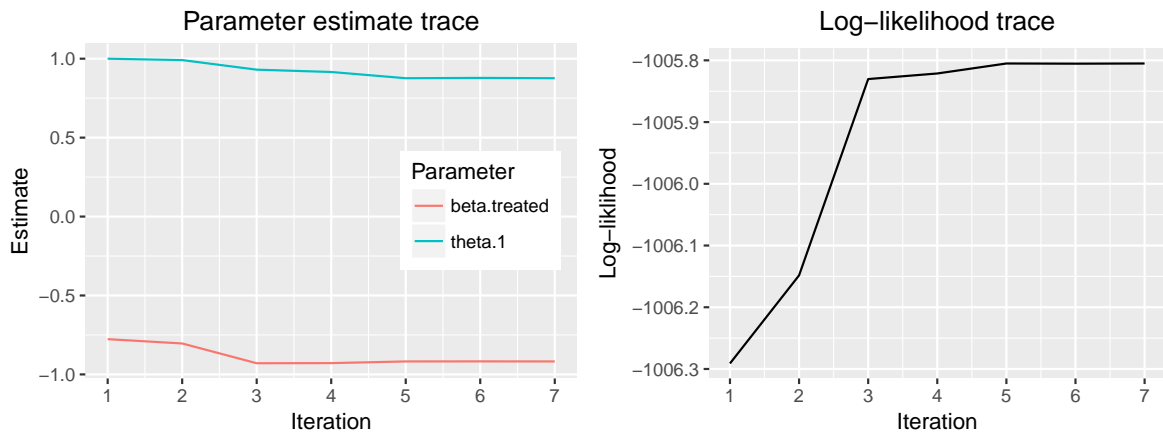 Parameter estimate trace
1.0
0.5
0.0
−0.5
−1.0
Estimate
Parameter
beta.treated
theta.1
1 2 3 4 5 6 7
Iteration
Log−likelihood trace
−1005.8
−1005.9
−1006.0
−1006.1
−1006.2
−1006.3
Log−liklihood
1 2 3 4 5 6 7
Iteration